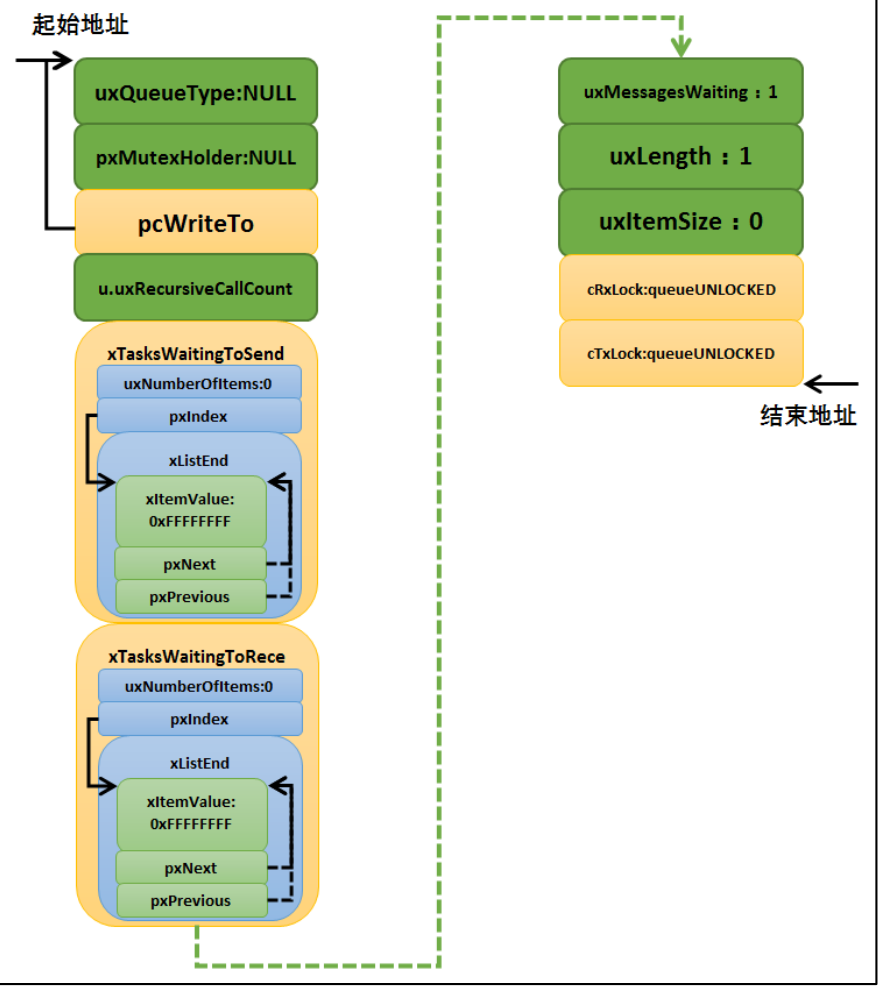 起始地址
uxQueueType:NULL
pxMutexHolder:NULL
pcWriteTo
u.uxRecursiveCallCount
xTasksWaitingToSend
uxNumberOfItems:0
pxIndex
xListEnd
xItemValue:
0xFFFFFFFF
pxNext
pxPrevious
xTasksWaitingToRece
uxNumberOfItems:0
pxIndex
xListEnd
xItemValue:
0xFFFFFFFF
pxNext
pxPrevious
uxMessagesWaiting：1
uxLength：1
uxItemSize：0
cRxLock:queueUNLOCKED
cTxLock:queueUNLOCKED
结束地址